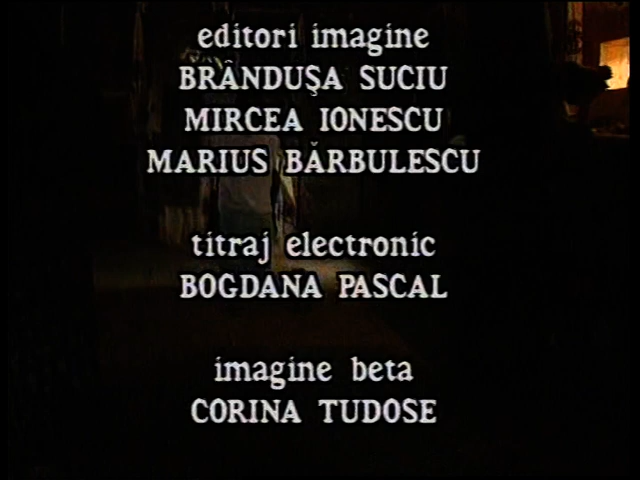 editori imagine
BRÂNDUŞA SUCIU
MIRCEA IONESCU
MARIUS BĂRBULESCU
titraj electronic
BOGDANA PASCAL
imagine beta
CORINA TUDOSE